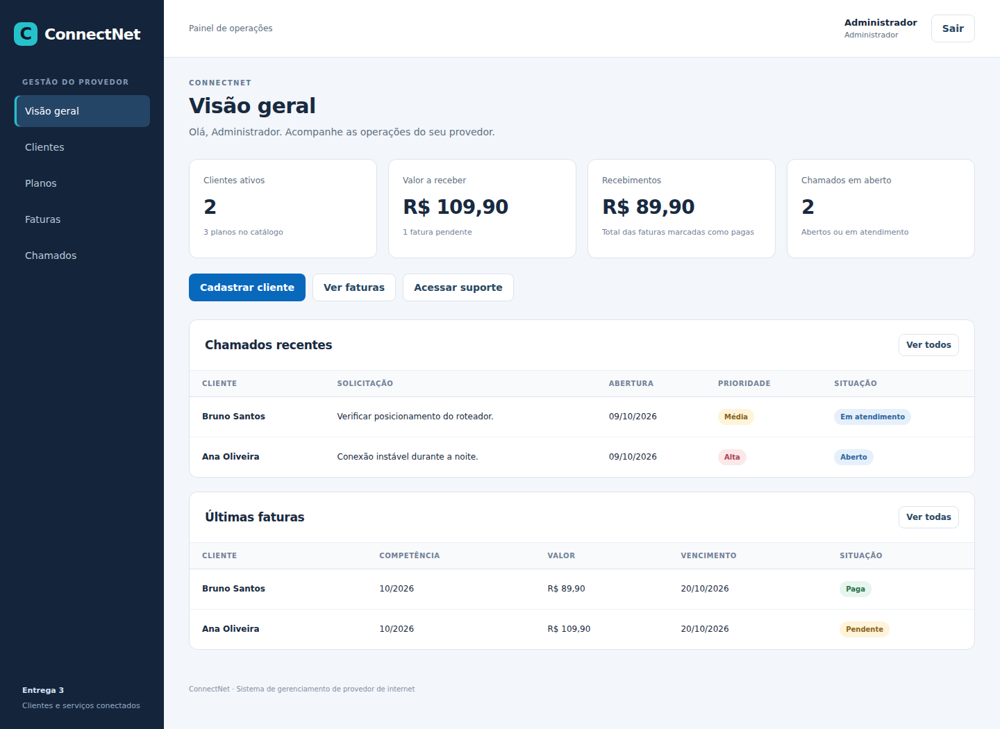 C ConnectNet
GESTÃO DO PROVEDOR
Visão geral
Clientes
Planos
Faturas
Chamados
Entrega 3
Clientes e serviços conectados
Painel de operações
Administrador
Administrador
Sair
CONNECTNET
Visão geral
Olá, Administrador. Acompanhe as operações do seu provedor.
Clientes ativos
2
3 planos no catálogo
Valor a receber
R$ 109,90
1 fatura pendente
Recebimentos
R$ 89,90
Total das faturas marcadas como pagas
Chamados em aberto
2
Abertos ou em atendimento
Cadastrar cliente Ver faturas Acessar suporte
Chamados recentes Ver todos
CLIENTE SOLICITAÇÃO ABERTURA PRIORIDADE SITUAÇÃO
Bruno Santos Verificar posicionamento do roteador. 09/10/2026 Média Em atendimento
Ana Oliveira Conexão instável durante a noite. 09/10/2026 Alta Aberto
Últimas faturas Ver todas
CLIENTE COMPETÊNCIA VALOR VENCIMENTO SITUAÇÃO
Bruno Santos 10/2026 R$ 89,90 20/10/2026 Paga
Ana Oliveira 10/2026 R$ 109,90 20/10/2026 Pendente
ConnectNet · Sistema de gerenciamento de provedor de internet